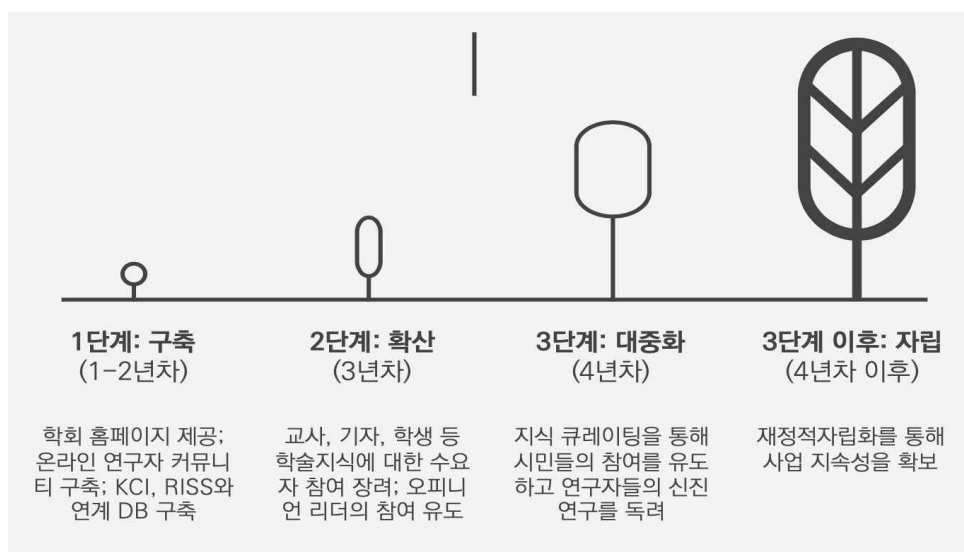 1단계: 구축
(1-2년차)
학회 홈페이지 제공;
온라인 연구자 커뮤니
티 구축; KCI, RISS와
연계 DB 구축
2단계: 확산
(3년차)
교사, 기자, 학생 등
학술지식에 대한 수요
자 참여 장려; 오피니
언 리더의 참여 유도
3단계: 대중화
(4년차)
지식 큐레이팅을 통해
시민들의 참여를 유도
하고 연구자들의 신진
연구를 독려
3단계 이후: 자립
(4년차 이후)
재정적자립화를 통해
사업 지속성을 확보